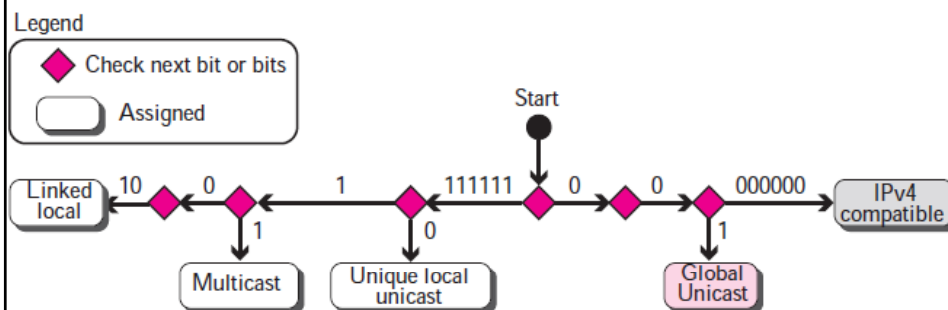 Legend
Check next bit or bits
Assigned
Start
Linked
local
10
0
1
111111
0
0
000000
IPv4
compatible
1
0
1
Multicast
Unique local
unicast
Global
Unicast